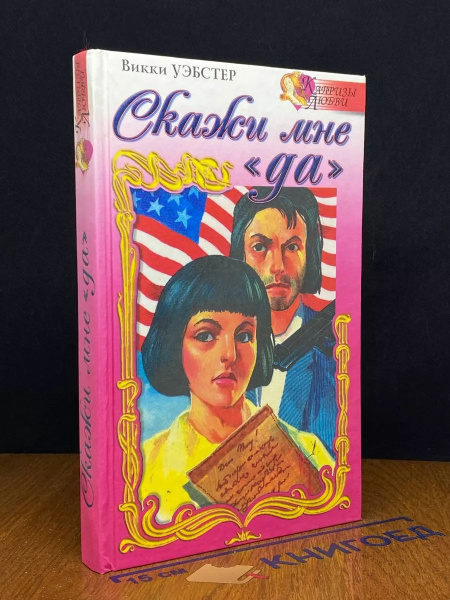 Викки УЭБСТЕР
Капризы
Любви
Скажи мне
«да»
Скажи мне «да»
15 см
КНИГОЕД